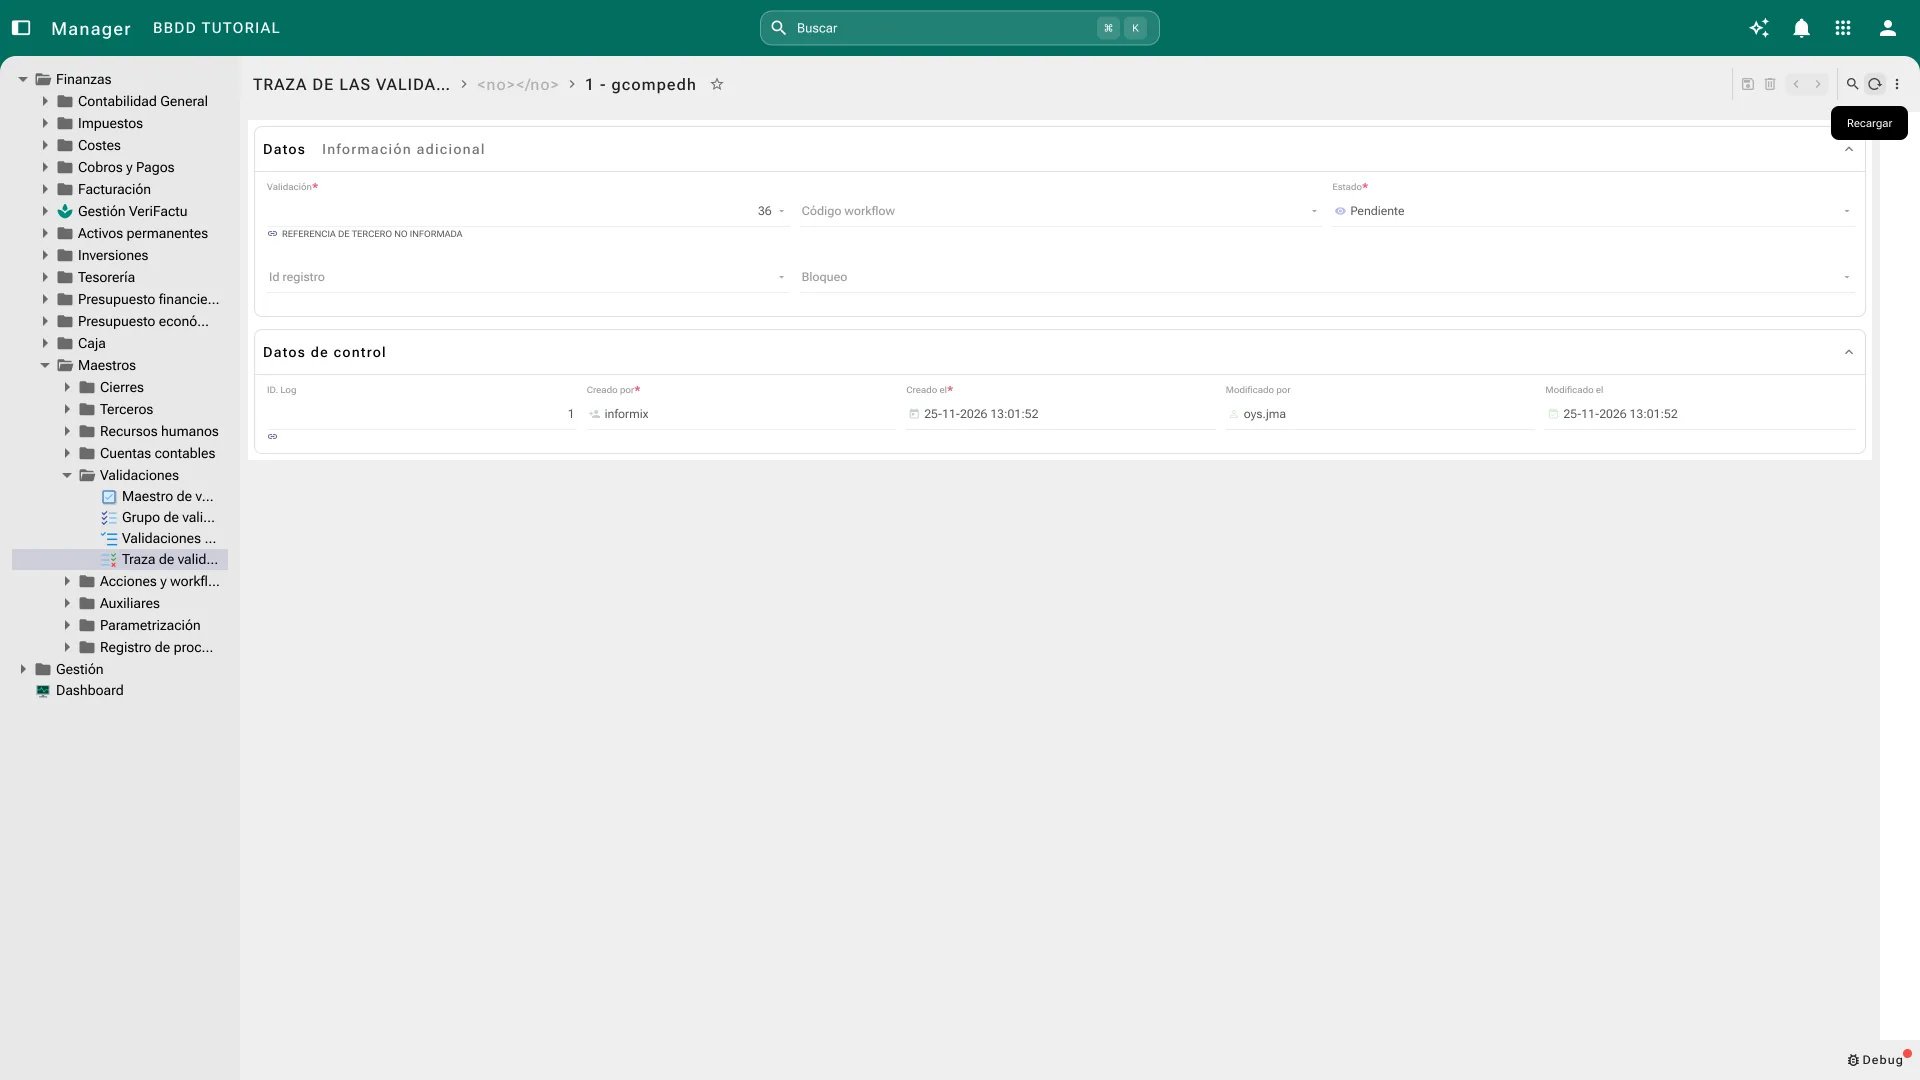 Manager BBDD TUTORIAL Buscar ⌘ K
TRAZA DE LAS VALIDA... > <no></no> > 1 - gcompedh
Recargar
Finanzas
Contabilidad General
Impuestos
Costes
Cobros y Pagos
Facturación
Gestión VeriFactu
Activos permanentes
Inversiones
Tesorería
Presupuesto financie...
Presupuesto econó...
Caja
Maestros
Cierres
Terceros
Recursos humanos
Cuentas contables
Validaciones
Maestro de v...
Grupo de vali...
Validaciones ...
Traza de valid...
Acciones y workfl...
Auxiliares
Parametrización
Registro de proc...
Gestión
Dashboard
Datos Información adicional
Validación* Estado*
36 Código workflow Pendiente
REFERENCIA DE TERCERO NO INFORMADA
Id registro Bloqueo
Datos de control
ID. Log Creado por* Creado el* Modificado por Modificado el
1 informix 25-11-2026 13:01:52 oys.jma 25-11-2026 13:01:52
Debug